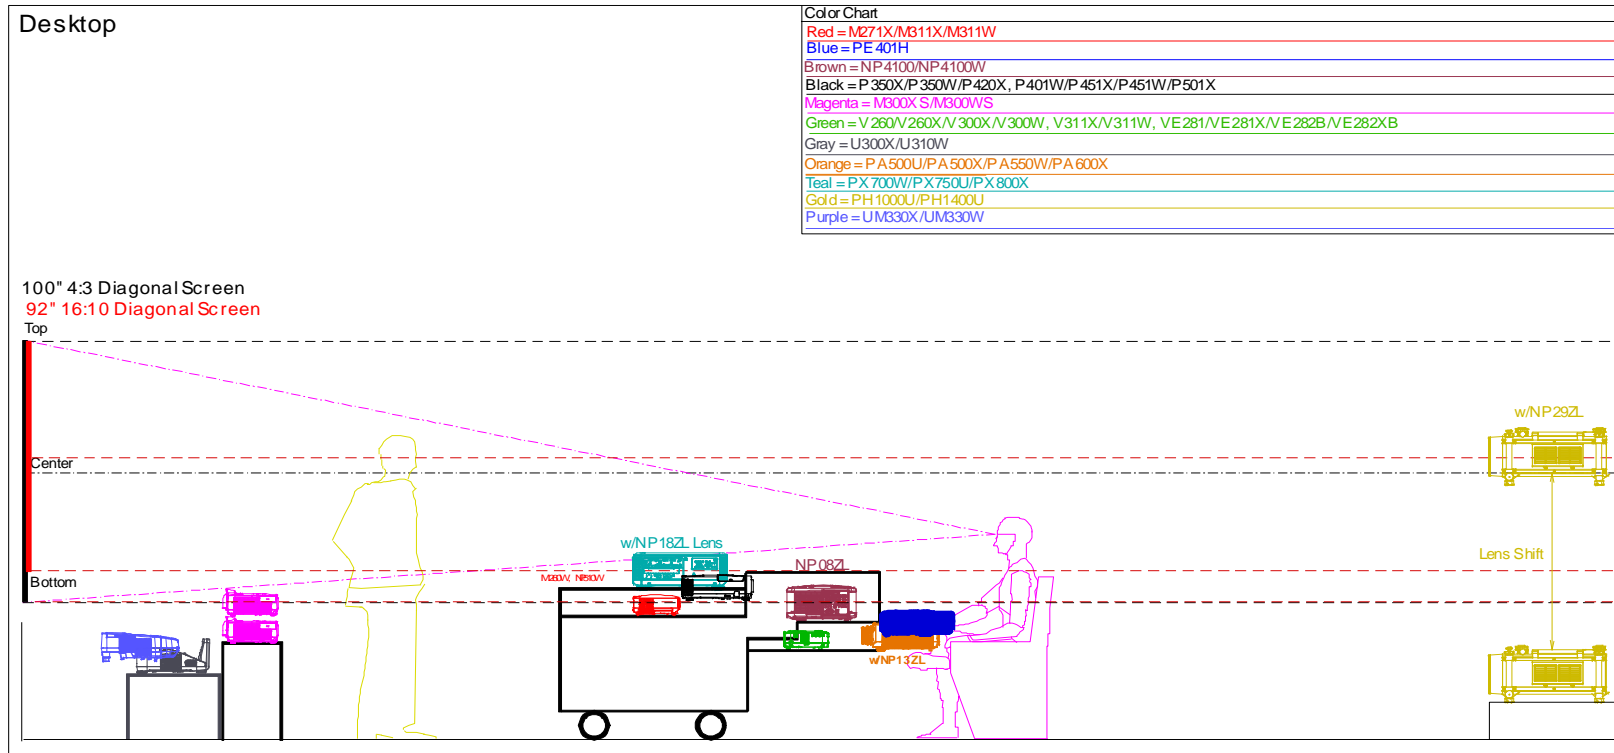 Desktop
Color Chart
Red = M271X/M311X/M311W
Blue = PE401H
Brown = NP4100/NP4100W
Black = P350X/P350W/P420X, P401W/P451X/P451W/P501X
Magenta = M300XS/M300WS
Green = V260/V260X/V300X/V300W, V311X/V311W, VE281/VE281X/VE282B/VE282XB
Gray = U300X/U310W
Orange = PA500U/PA500X/PA550W/PA600X
Teal = PX700W/PX750U/PX800X
Gold = PH1000U/PH1400U
Purple = UM330X/UM330W
100" 4:3 Diagonal Screen
92" 16:10 Diagonal Screen
Top
w/NP29ZL
Center
w/NP18ZL Lens
Lens Shift
NP08ZL
Bottom
w/NP13ZL